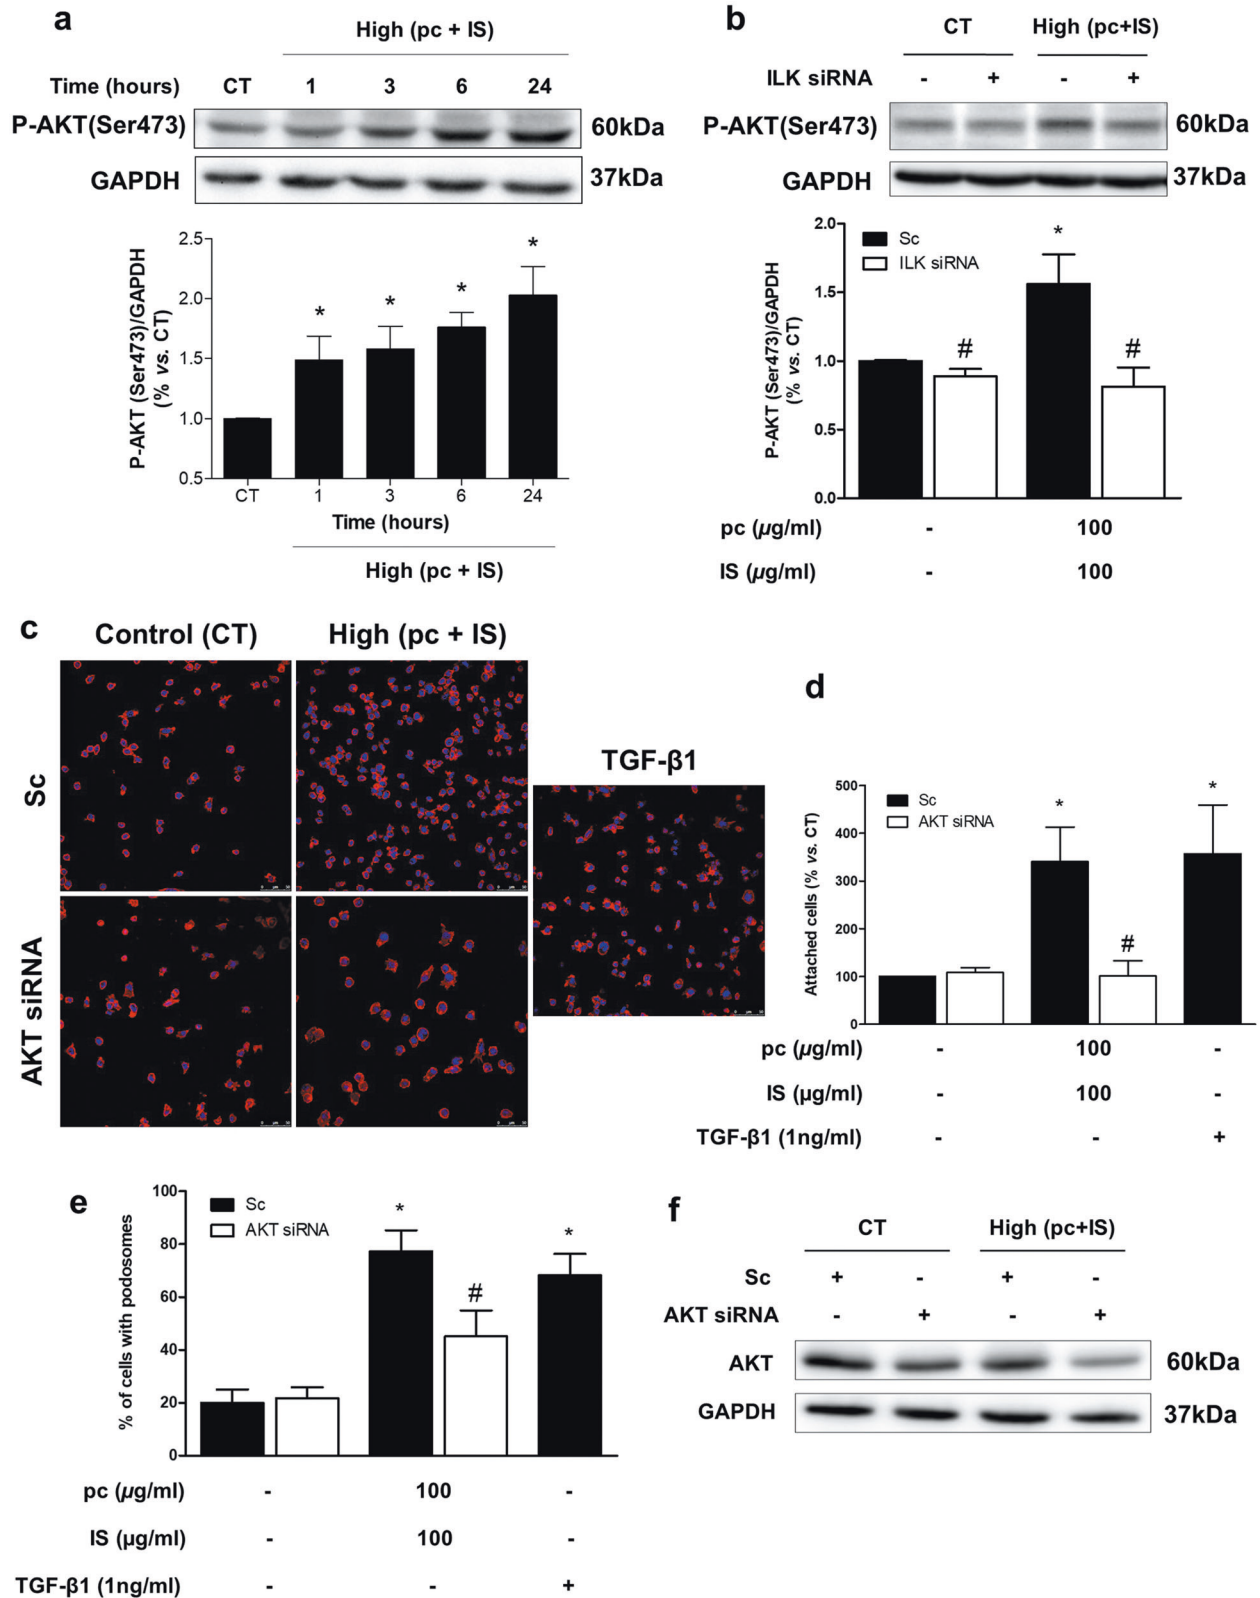 a
High (pc + IS)
Time (hours) CT 1 3 6 24
P-AKT(Ser473) 60kDa
GAPDH 37kDa
P-AKT (Ser473)/GAPDH
(% vs. CT)
2.5
2.0
1.5
1.0
0.5
* * * *
CT 1 3 6 24
Time (hours)
High (pc + IS)
b
CT High (pc+IS)
ILK siRNA - + - +
P-AKT(Ser473) 60kDa
GAPDH 37kDa
P-AKT (Ser473)/GAPDH
(% vs. CT)
2.0
1.5
1.0
0.5
0.0
Sc
ILK siRNA
# * #
pc (µg/ml) - 100
IS (µg/ml) - 100
c
Control (CT) High (pc + IS)
Sc
AKT siRNA
TGF-β1
d
Attached cells (% vs. CT)
500
400
300
200
100
0
Sc
AKT siRNA
* # *
pc (µg/ml) - 100 -
IS (µg/ml) - 100 -
TGF-β1 (1ng/ml) - - +
e
% of cells with podosomes
100
80
60
40
20
0
Sc
AKT siRNA
* # *
pc (µg/ml) - 100 -
IS (µg/ml) - 100 -
TGF-β1 (1ng/ml) - - +
f
CT High (pc+IS)
Sc + - + -
AKT siRNA - + - +
AKT 60kDa
GAPDH 37kDa